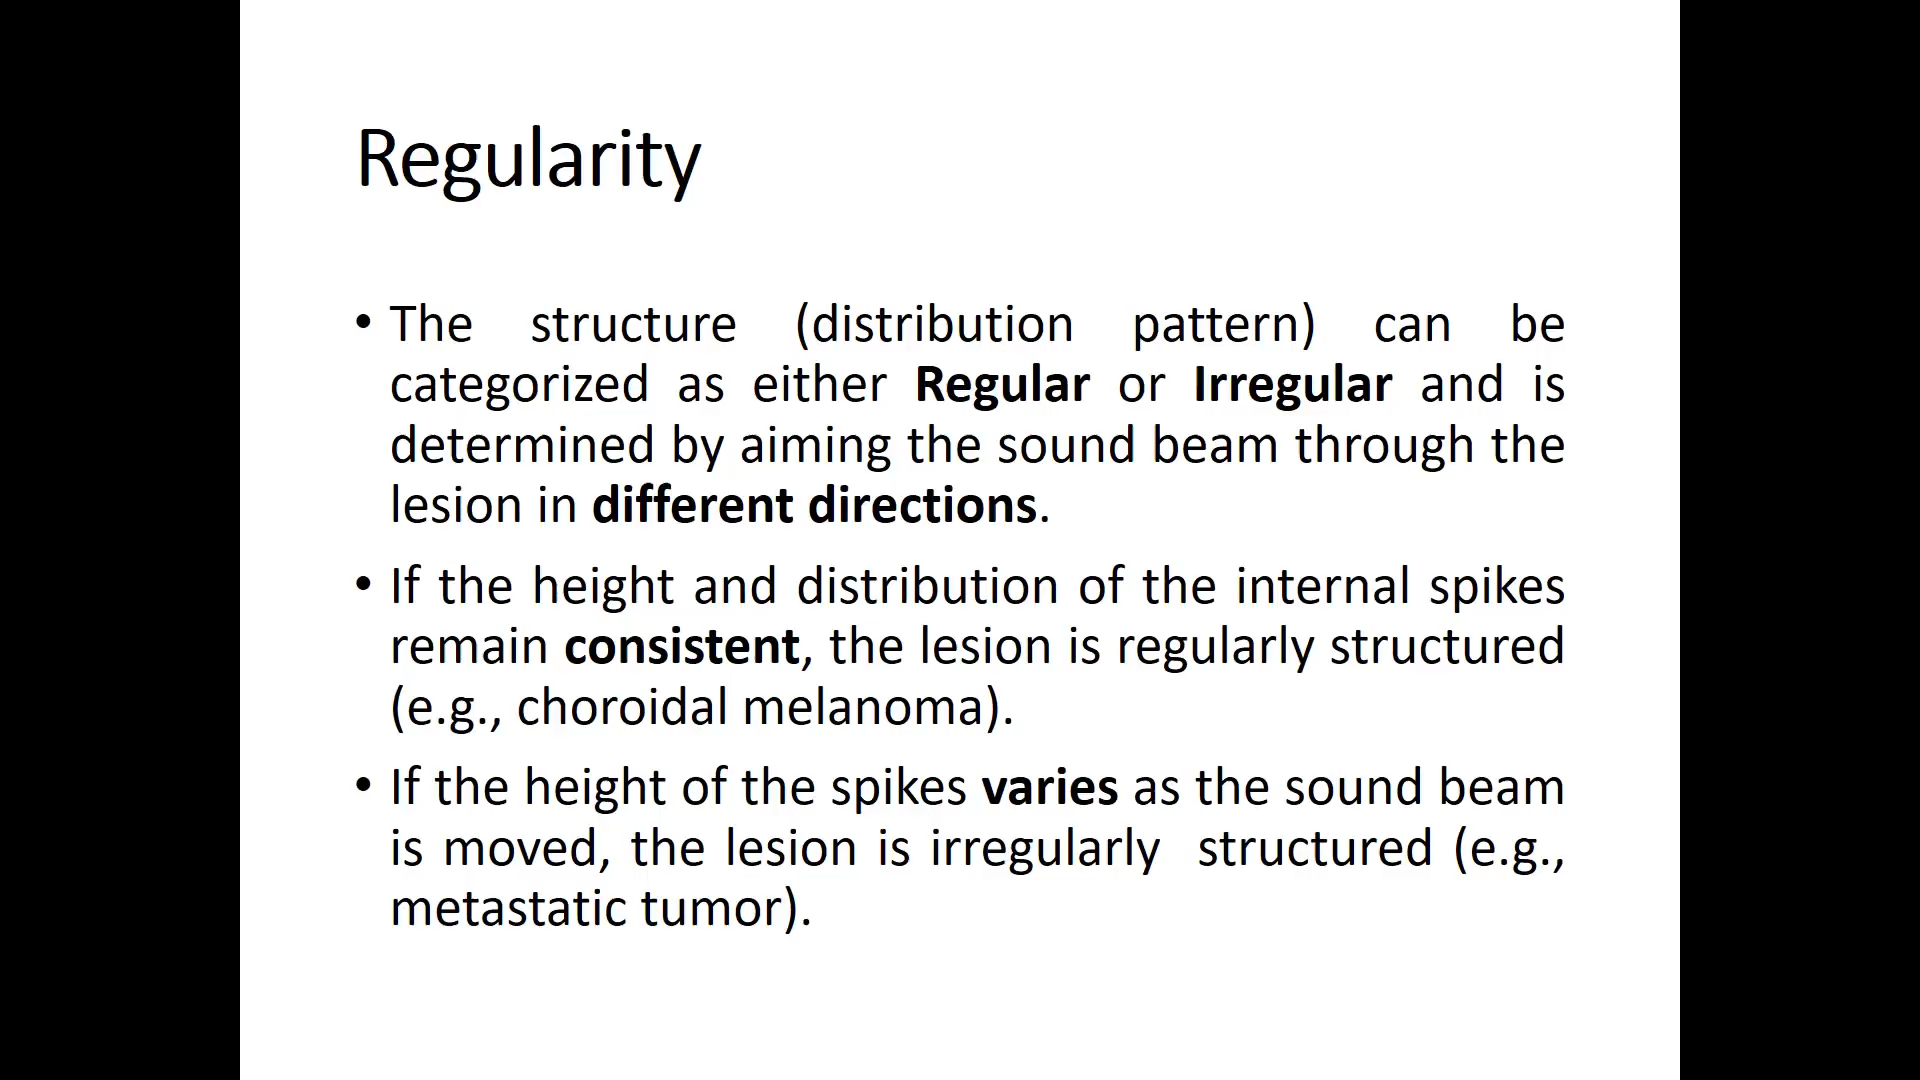 Regularity
• The structure (distribution pattern) can be
categorized as either Regular or Irregular and is
determined by aiming the sound beam through the
lesion in different directions.
• If the height and distribution of the internal spikes
remain consistent, the lesion is regularly structured
(e.g., choroidal melanoma).
• If the height of the spikes varies as the sound beam
is moved, the lesion is irregularly structured (e.g.,
metastatic tumor).